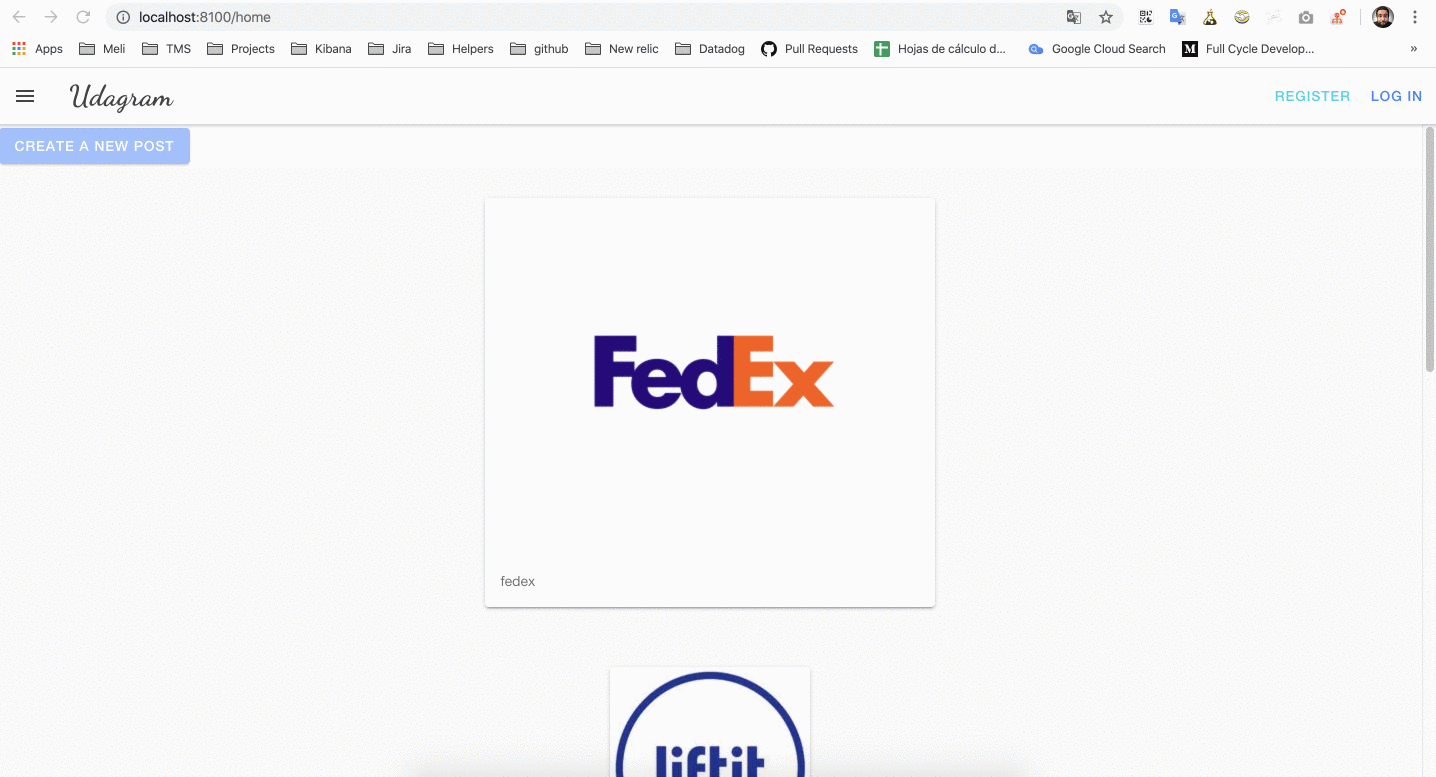 localhost:8100/home
Apps Meli TMS Projects Kibana Jira Helpers github New relic Datadog Pull Requests Hojas de cálculo d... Google Cloud Search M Full Cycle Develop... »
Udagram REGISTER LOG IN
CREATE A NEW POST
FedEx
fedex
liftit